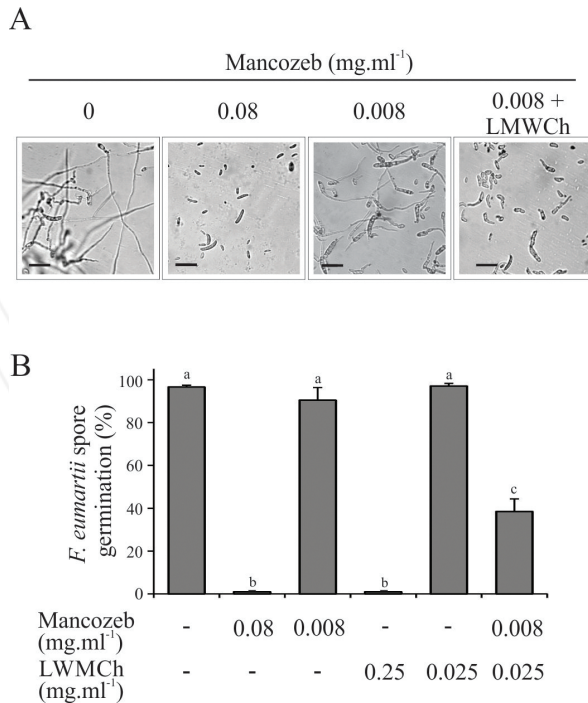 A
Mancozeb (mg.ml⁻¹)
0 0.08 0.008 0.008 +
LMWCh
B
F. eumartii spore
germination (%)
100
80
60
40
20
0
a b a b a c
Mancozeb
(mg.ml⁻¹)
- 0.08 0.008 - - 0.008
LWMCh
(mg.ml⁻¹)
- - - 0.25 0.025 0.025